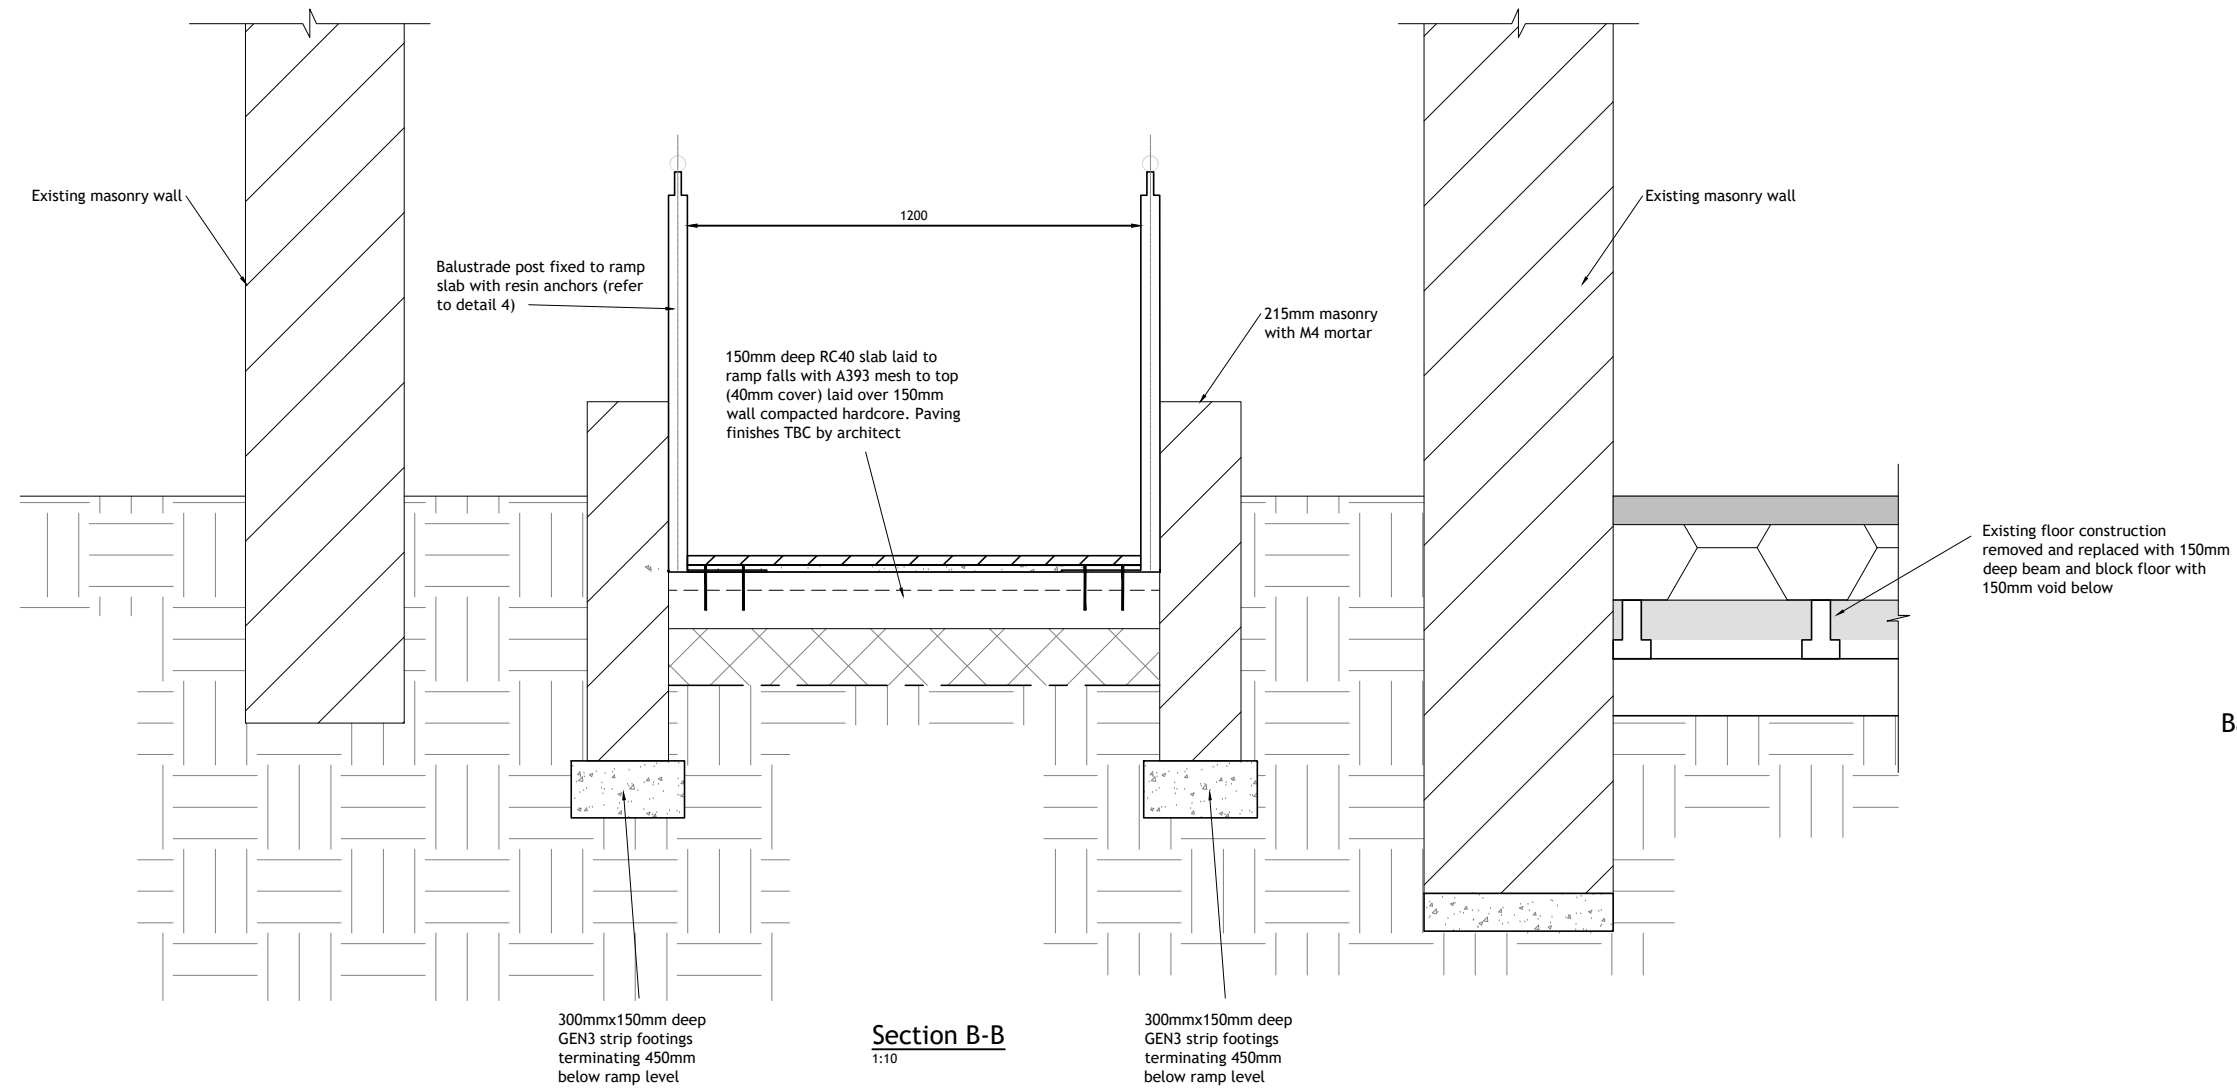 Existing masonry wall
Balustrade post fixed to ramp
slab with resin anchors (refer
to detail 4)
1200
150mm deep RC40 slab laid to
ramp falls with A393 mesh to top
(40mm cover) laid over 150mm
wall compacted hardcore. Paving
finishes TBC by architect
215mm masonry
with M4 mortar
Existing masonry wall
Existing floor construction
removed and replaced with 150mm
deep beam and block floor with
150mm void below
300mmx150mm deep
GEN3 strip footings
terminating 450mm
below ramp level
Section B-B
1:10
300mmx150mm deep
GEN3 strip footings
terminating 450mm
below ramp level